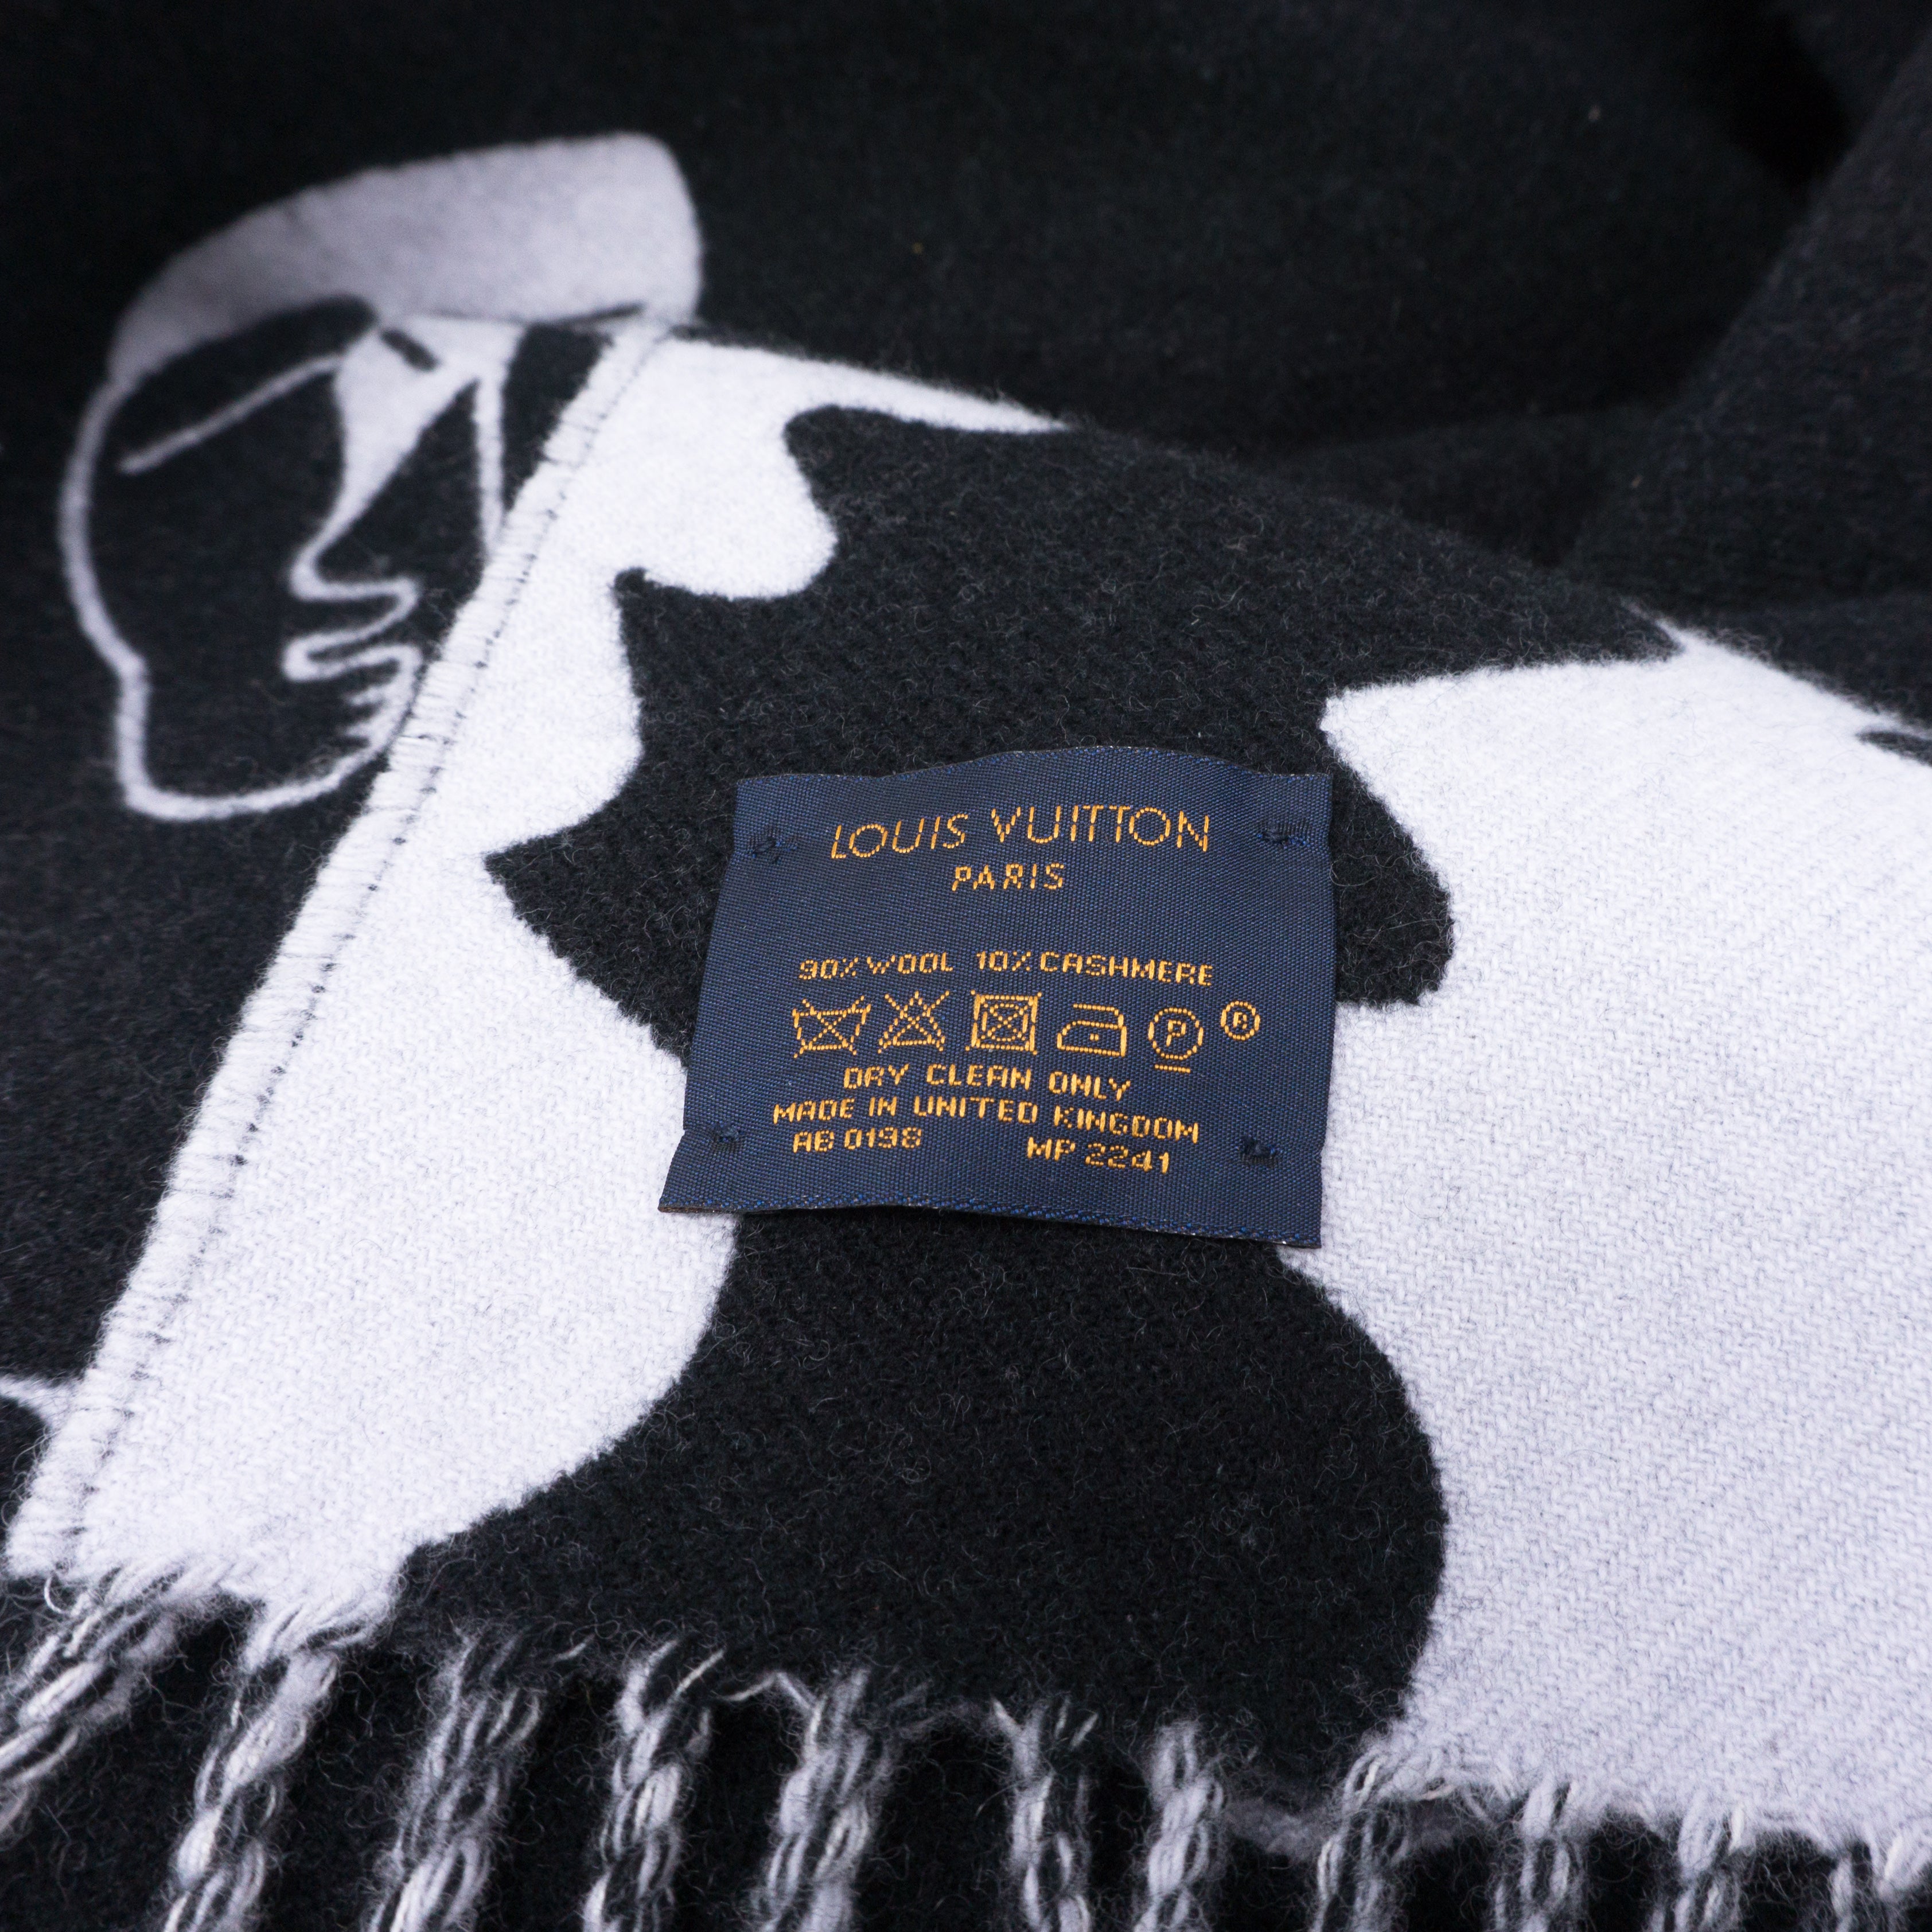 LOUIS VUITTON
PARIS
90% WOOL 10% CASHMERE
P ®
DRY CLEAN ONLY
MADE IN UNITED KINGDOM
AB 0198 MP 2241